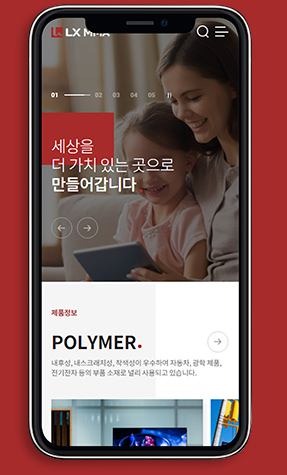 LX MMA
01 02 03 04 05
세상을
더 가치 있는 곳으로
만들어갑니다
제품정보
POLYMER.
내후성, 내스크래치성, 착색성이 우수하여 자동차, 광학 제품,
전기전자 등의 부품 소재로 널리 사용되고 있습니다.